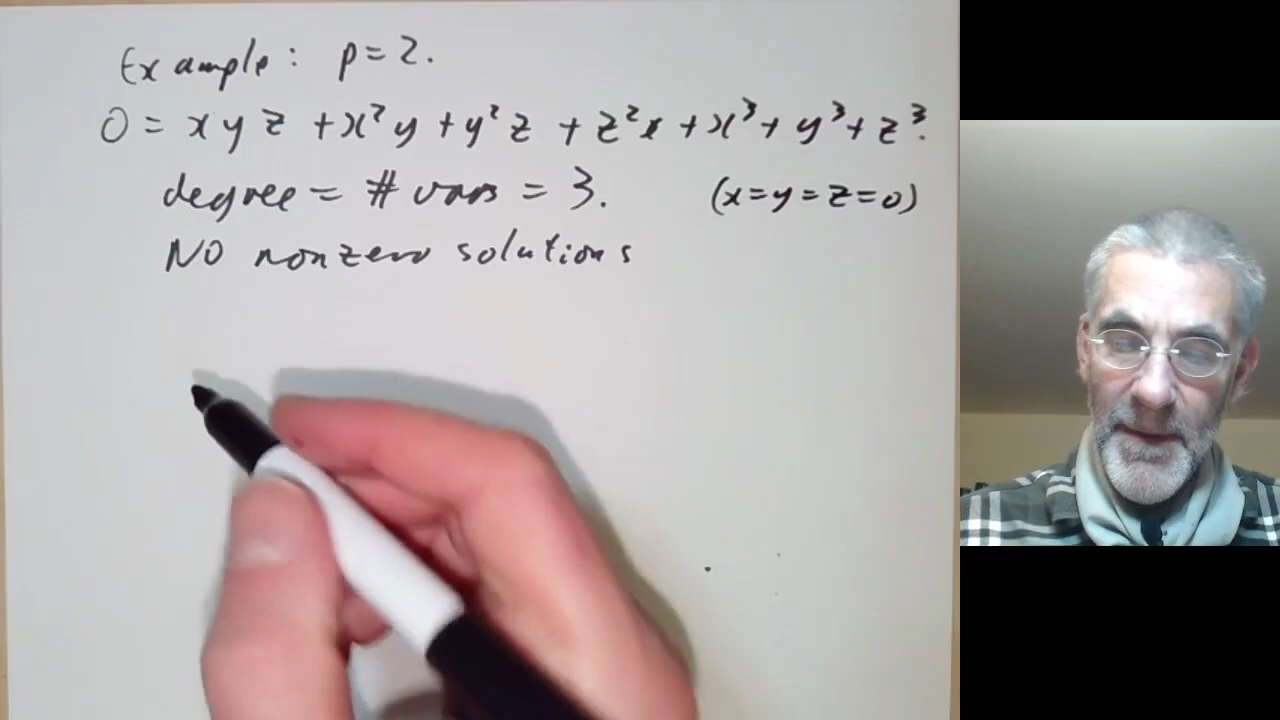 Example: p=2.
0 = xyz + x²y + y²z + z²x + x³ + y³ + z³.
degree = # vars = 3. (x=y=z=0)
NO nonzero solutions